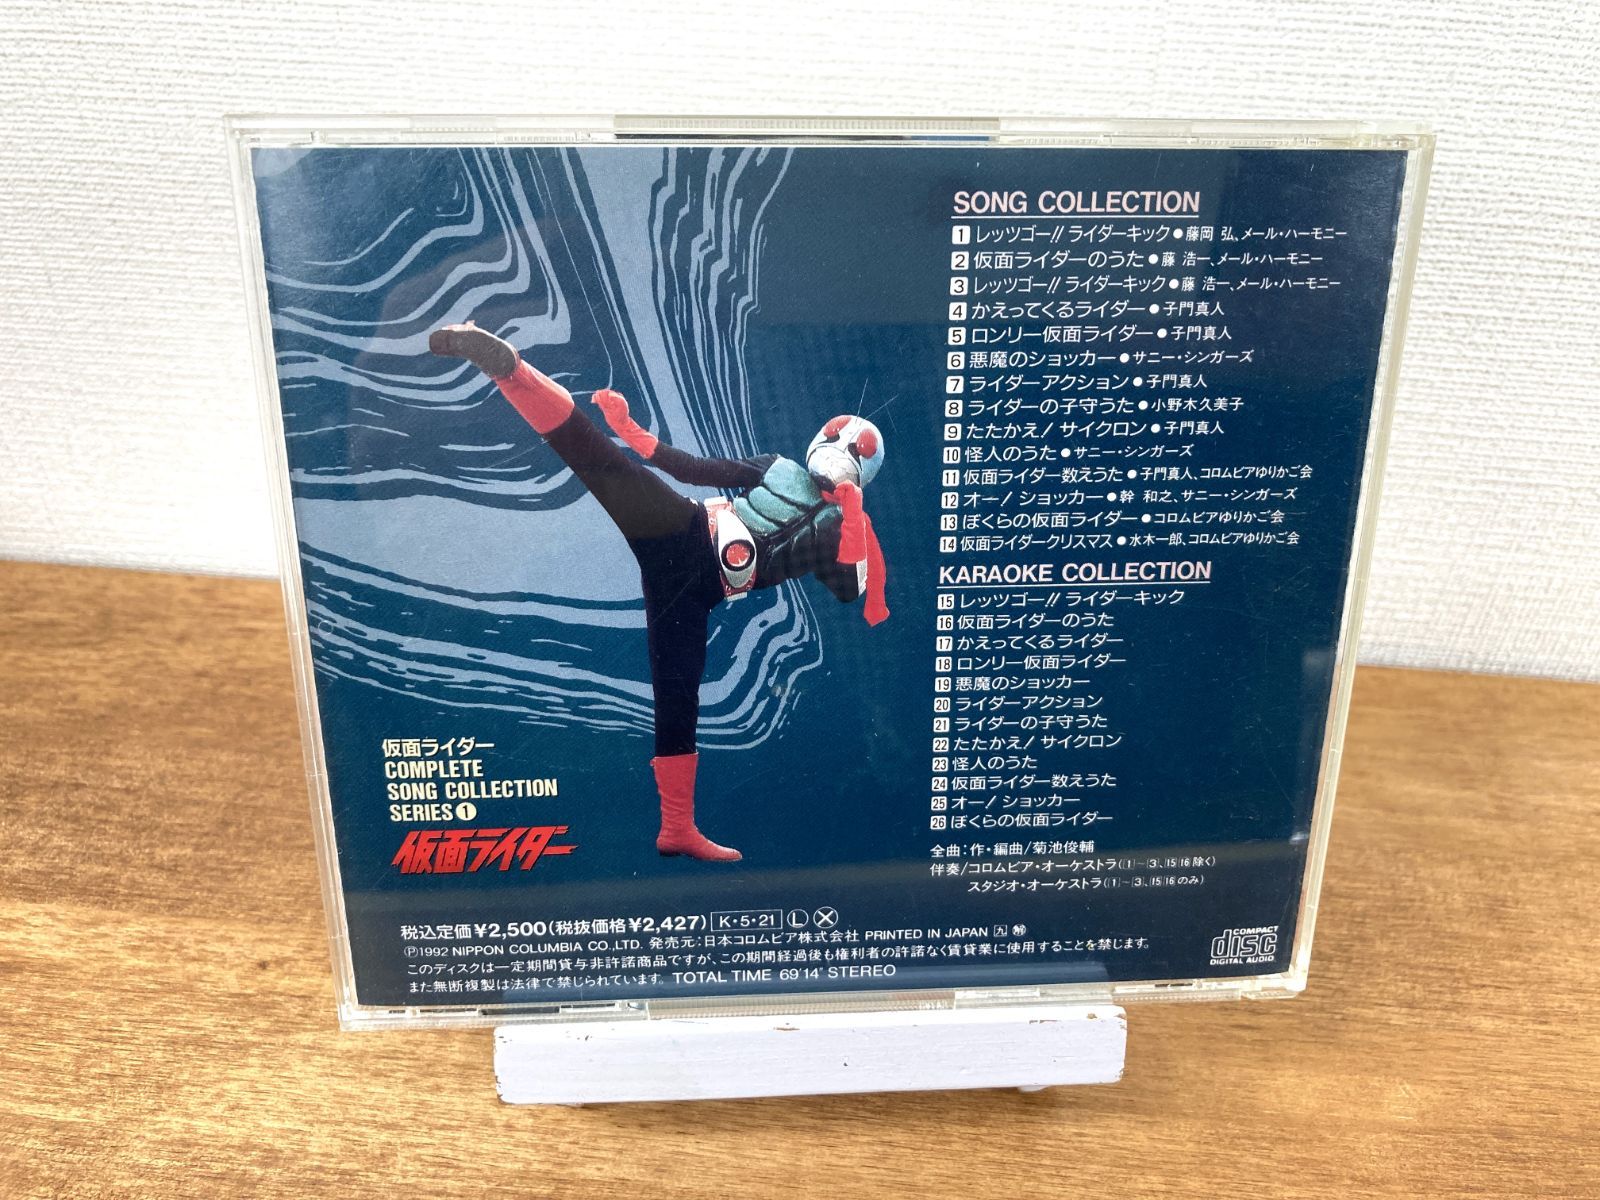 SONG COLLECTION
1 レッツゴー!! ライダーキック●藤岡 弘、メール・ハーモニー
2 仮面ライダーのうた●藤 浩一、メール・ハーモニー
3 レッツゴー!! ライダーキック●藤 浩一、メール・ハーモニー
4 かえってくるライダー●子門真人
5 ロンリー仮面ライダー●子門真人
6 悪魔のショッカー●サニー・シンガーズ
7 ライダーアクション●子門真人
8 ライダーの子守うた●小野木久美子
9 たたかえ! サイクロン●子門真人
10 怪人のうた●サニー・シンガーズ
11 仮面ライダー数えうた●子門真人、コロムビアゆりかご会
12 オー! ショッカー●幹 和之、サニー・シンガーズ
13 ぼくらの仮面ライダー●コロムビアゆりかご会
14 仮面ライダークリスマス●水木一郎、コロムビアゆりかご会
KARAOKE COLLECTION
15 レッツゴー!! ライダーキック
16 仮面ライダーのうた
17 かえってくるライダー
18 ロンリー仮面ライダー
19 悪魔のショッカー
20 ライダーアクション
21 ライダーの子守うた
22 たたかえ! サイクロン
23 怪人のうた
24 仮面ライダー数えうた
25 オー! ショッカー
26 ぼくらの仮面ライダー
全曲:作・編曲/菊池俊輔
伴奏/コロムビア・オーケストラ(1~3、15 16除く)
スタジオ・オーケストラ(1~3、15 16のみ)
仮面ライダー
COMPLETE
SONG COLLECTION
SERIES 1
仮面ライダー
税込定価¥2,500(税抜価格¥2,427) K・5・21 L X
Ⓟ1992 NIPPON COLUMBIA CO.,LTD. 発売元:日本コロムビア株式会社 PRINTED IN JAPAN 九 解
このディスクは一定期間貸与非許諾商品ですが、この期間経過後も権利者の許諾なく賃貸業に使用することを禁じます。
また無断複製は法律で禁じられています。 TOTAL TIME 69'14" STEREO
COMPACT
disc
DIGITAL AUDIO